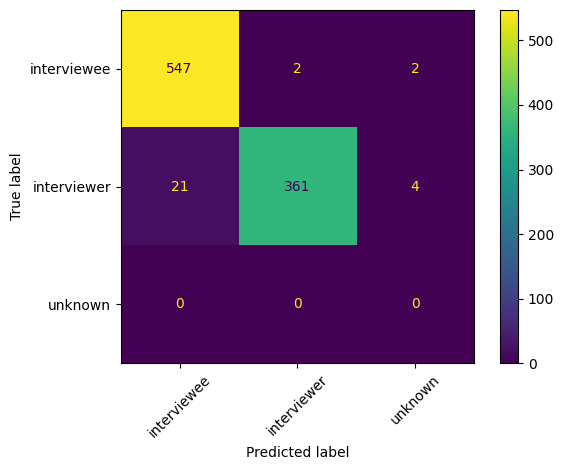 interviewee 547 2 2
interviewer 21 361 4
unknown 0 0 0
interviewee interviewer unknown
Predicted label
True label
500
400
300
200
100
0